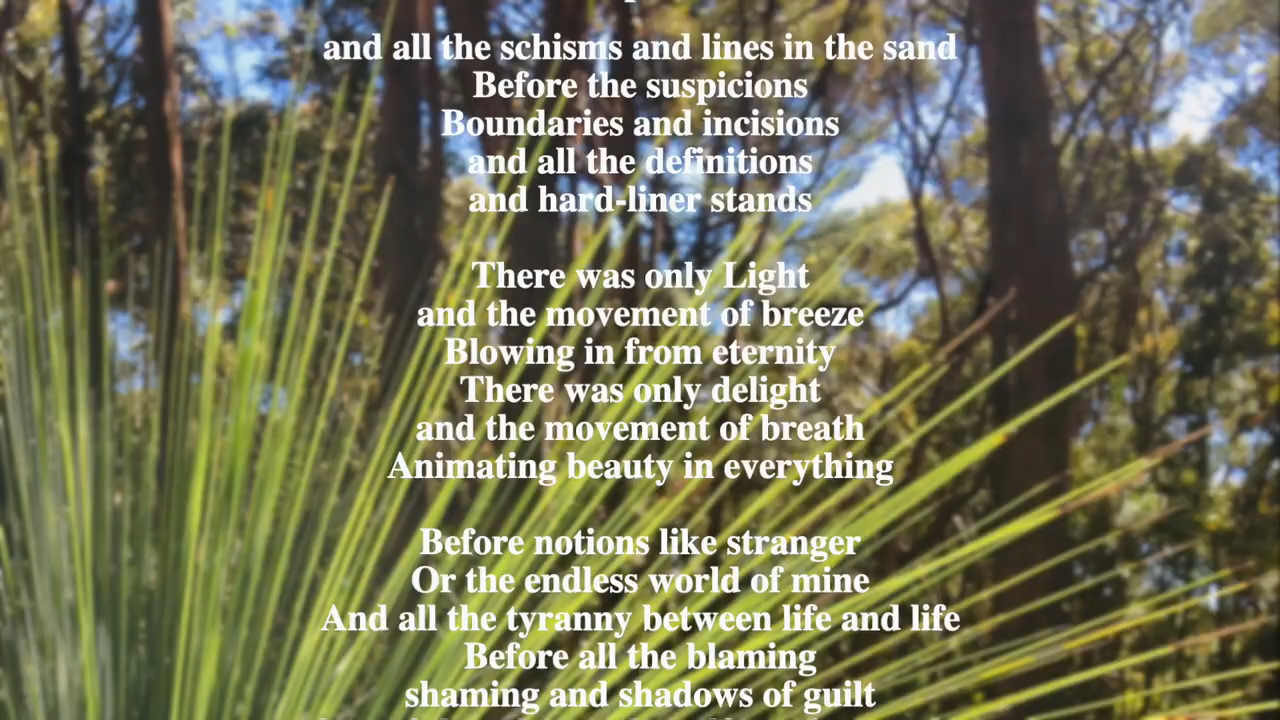 and all the schisms and lines in the sand
Before the suspicions
Boundaries and incisions
and all the definitions
and hard-liner stands
There was only Light
and the movement of breeze
Blowing in from eternity
There was only delight
and the movement of breath
Animating beauty in everything
Before notions like stranger
Or the endless world of mine
And all the tyranny between life and life
Before all the blaming
shaming and shadows of guilt